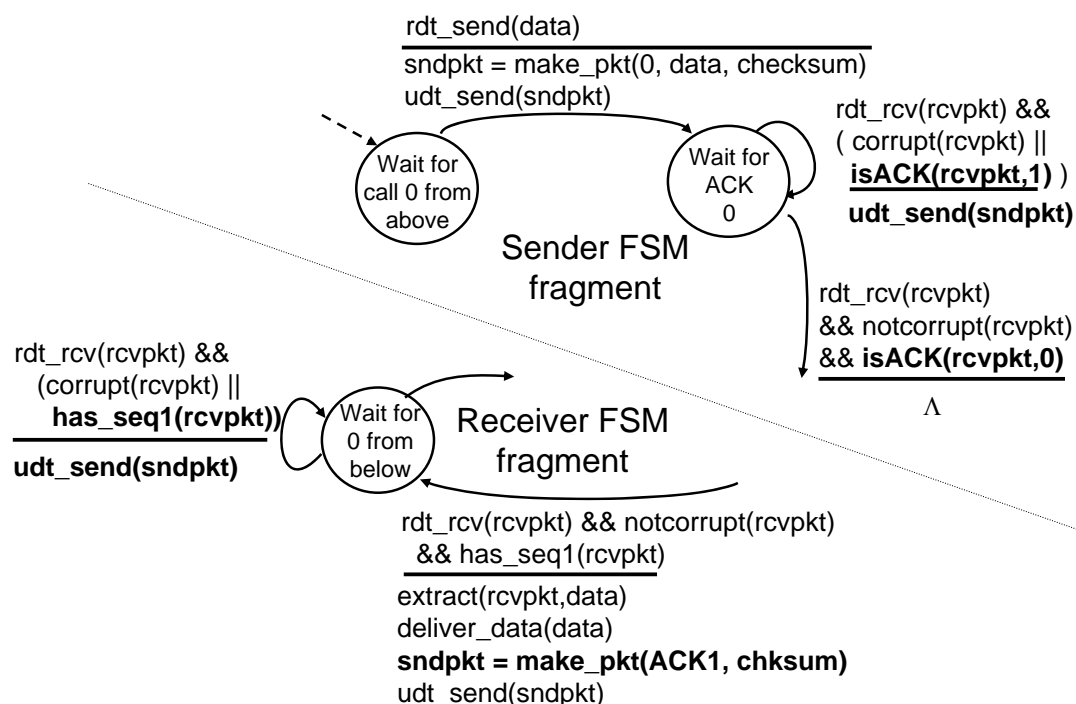 rdt_send(data)
sndpkt = make_pkt(0, data, checksum)
udt_send(sndpkt)
Wait for
call 0 from
above
Wait for
ACK
0
rdt_rcv(rcvpkt) &&
( corrupt(rcvpkt) ||
isACK(rcvpkt,1) )
udt_send(sndpkt)
Sender FSM
fragment
rdt_rcv(rcvpkt)
&& notcorrupt(rcvpkt)
&& isACK(rcvpkt,0)
Λ
rdt_rcv(rcvpkt) &&
(corrupt(rcvpkt) ||
has_seq1(rcvpkt))
udt_send(sndpkt)
Wait for
0 from
below
Receiver FSM
fragment
rdt_rcv(rcvpkt) && notcorrupt(rcvpkt)
&& has_seq1(rcvpkt)
extract(rcvpkt,data)
deliver_data(data)
sndpkt = make_pkt(ACK1, chksum)
udt_send(sndpkt)